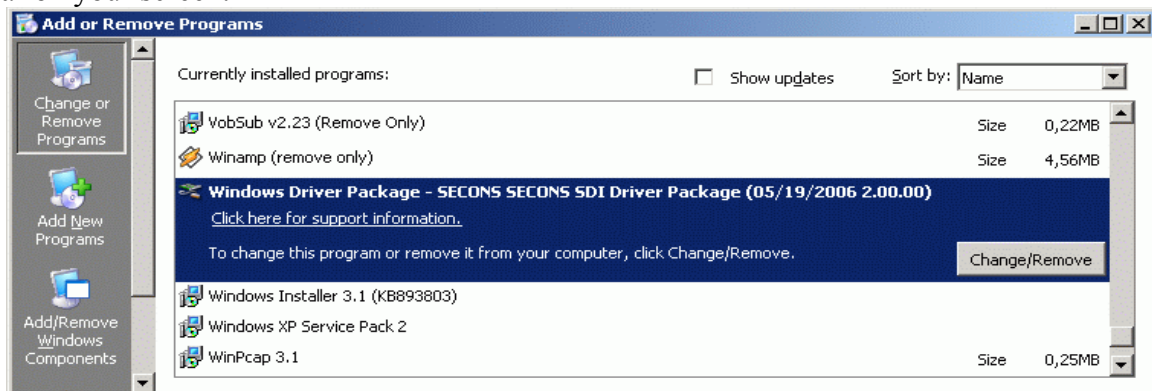 Add or Remove Programs
Change or
Remove
Programs
Add New
Programs
Add/Remove
Windows
Components
Currently installed programs:
Show updates
Sort by: Name
VobSub v2.23 (Remove Only) Size 0,22MB
Winamp (remove only) Size 4,56MB
Windows Driver Package - SECONS SECONS SDI Driver Package (05/19/2006 2.00.00)
Click here for support information.
To change this program or remove it from your computer, click Change/Remove.
Change/Remove
Windows Installer 3.1 (KB893803)
Windows XP Service Pack 2
WinPcap 3.1 Size 0,25MB